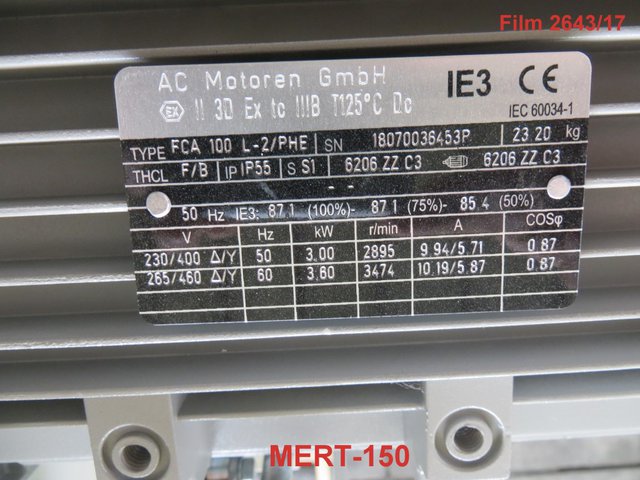 Film 2643/17
AC Motoren GmbH IE3 CE
Ex II 3D Ex tc IIIB T125°C Dc IEC 60034-1
TYPE FCA 100 L-2/PHE SN 18070036453P 23.20 kg
THCL F/B IP IP55 S S1 6206 ZZ C3 6206 ZZ C3
- -
50 Hz IE3: 87.1 (100%)- 87.1 (75%)- 85.4 (50%)
V Hz kW r/min A COSφ
230/400 Δ/Y 50 3.00 2895 9.94/5.71 0.87
265/460 Δ/Y 60 3.60 3474 10.19/5.87 0.87
MERT-150